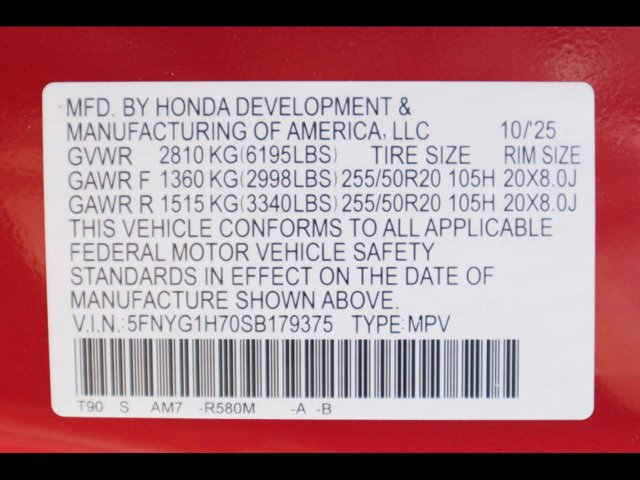 MFD. BY HONDA DEVELOPMENT &
MANUFACTURING OF AMERICA, LLC 10/'25
GVWR 2810 KG(6195LBS) TIRE SIZE RIM SIZE
GAWR F 1360 KG(2998LBS) 255/50R20 105H 20X8.0J
GAWR R 1515 KG(3340LBS) 255/50R20 105H 20X8.0J
THIS VEHICLE CONFORMS TO ALL APPLICABLE
FEDERAL MOTOR VEHICLE SAFETY
STANDARDS IN EFFECT ON THE DATE OF
MANUFACTURE SHOWN ABOVE.
V.I.N.:5FNYG1H70SB179375 TYPE:MPV
T90 S AM7 -R580M -A -B